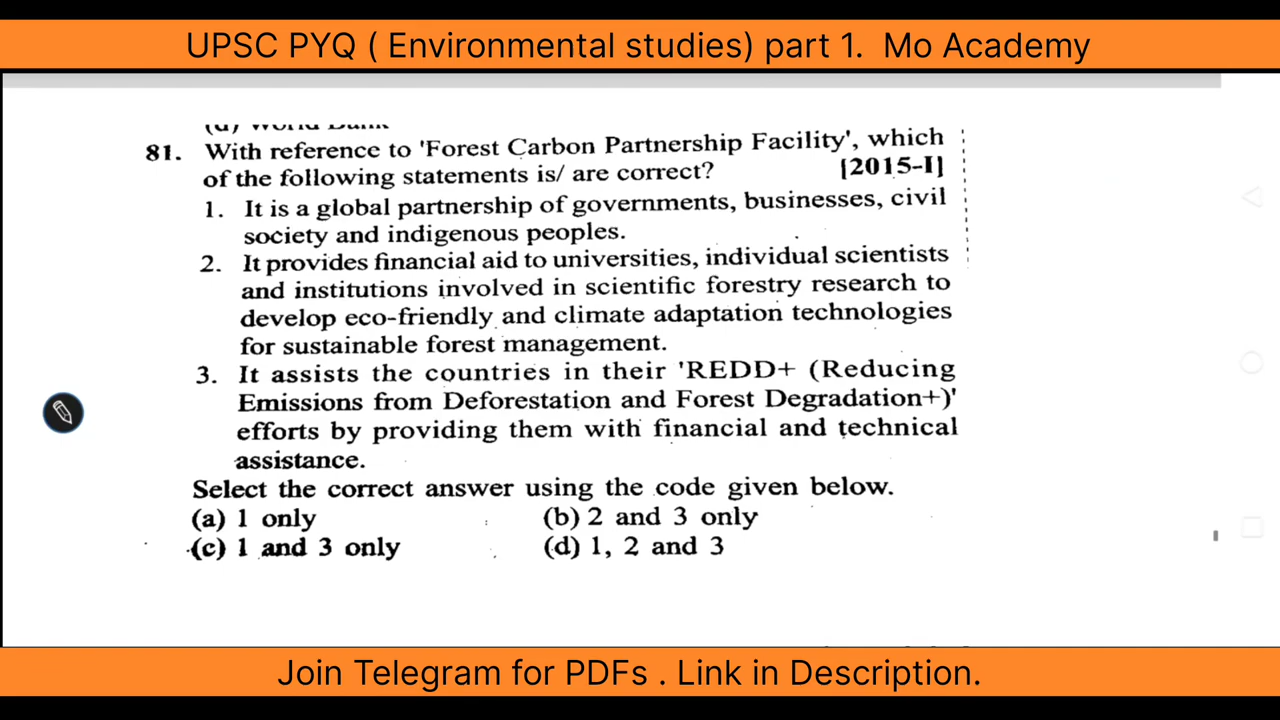 UPSC PYQ ( Environmental studies) part 1.  Mo Academy
(d) World Bank
81. With reference to 'Forest Carbon Partnership Facility', which
of the following statements is/ are correct? [2015-I]
1. It is a global partnership of governments, businesses, civil
society and indigenous peoples.
2. It provides financial aid to universities, individual scientists
and institutions involved in scientific forestry research to
develop eco-friendly and climate adaptation technologies
for sustainable forest management.
3. It assists the countries in their 'REDD+ (Reducing
Emissions from Deforestation and Forest Degradation+)'
efforts by providing them with financial and technical
assistance.
Select the correct answer using the code given below.
(a) 1 only (b) 2 and 3 only
(c) 1 and 3 only (d) 1, 2 and 3
Join Telegram for PDFs . Link in Description.